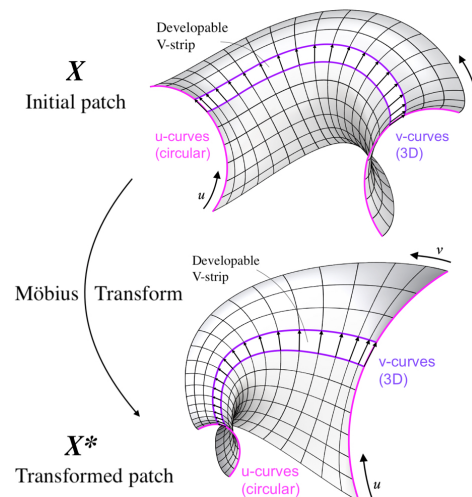 Developable
V-strip
X
Initial patch
u-curves
(circular)
v-curves
(3D)
u
Möbius Transform
Developable
V-strip
v
v-curves
(3D)
X*
Transformed patch
u-curves
(circular)
u